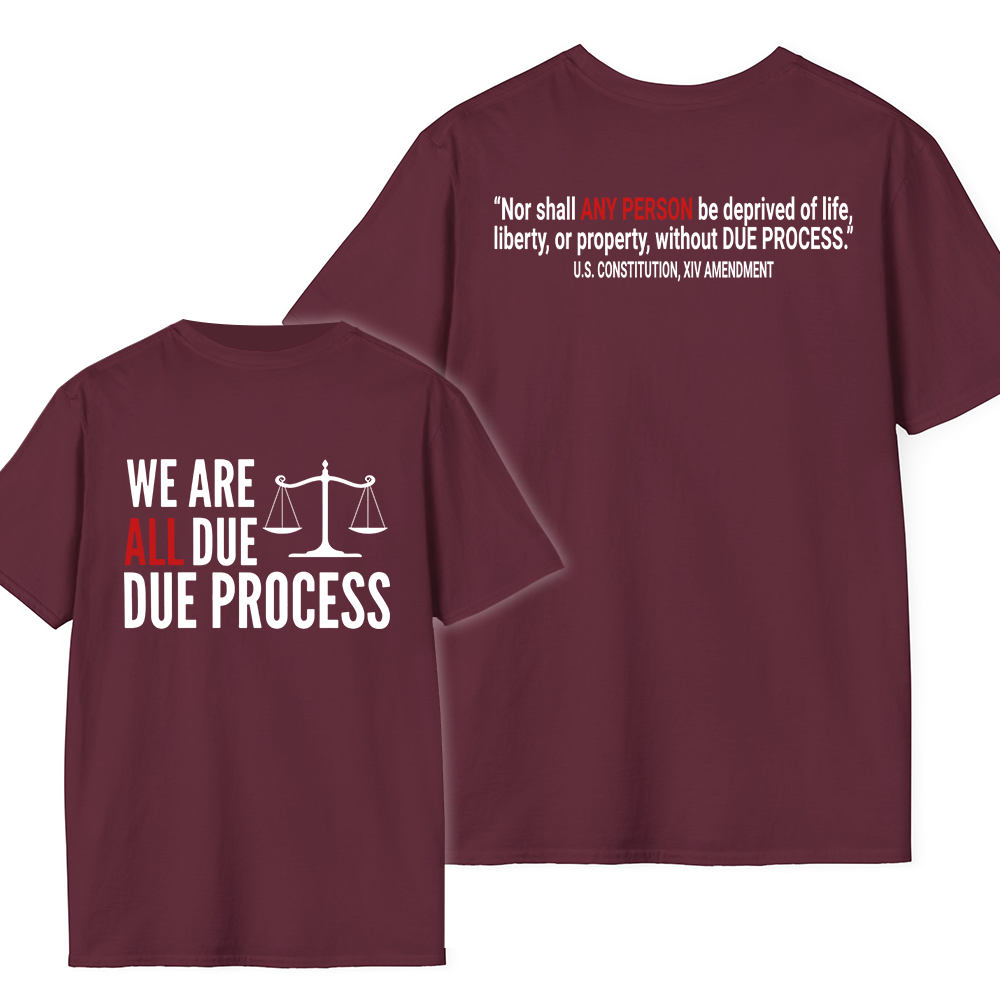 “Nor shall ANY PERSON be deprived of life,
liberty, or property, without DUE PROCESS.”
U.S. CONSTITUTION, XIV AMENDMENT
WE ARE
ALL DUE
DUE PROCESS